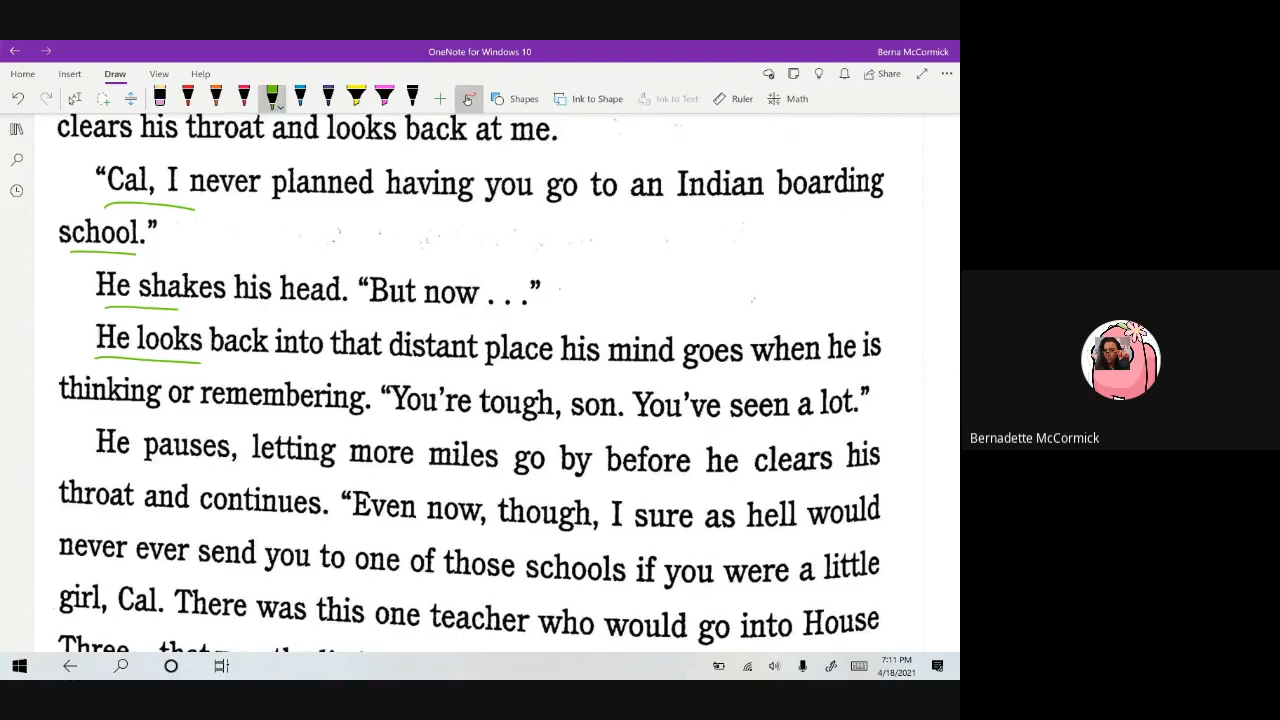 OneNote for Windows 10
Berna McCormick
Home Insert Draw View Help
Share
Shapes Ink to Shape Ink to Text Ruler Math
clears his throat and looks back at me.
“Cal, I never planned having you go to an Indian boarding
school.”
He shakes his head. “But now . . .”
He looks back into that distant place his mind goes when he is
thinking or remembering. “You’re tough, son. You’ve seen a lot.”
He pauses, letting more miles go by before he clears his
throat and continues. “Even now, though, I sure as hell would
never ever send you to one of those schools if you were a little
girl, Cal. There was this one teacher who would go into House
Bernadette McCormick
7:11 PM
4/18/2021